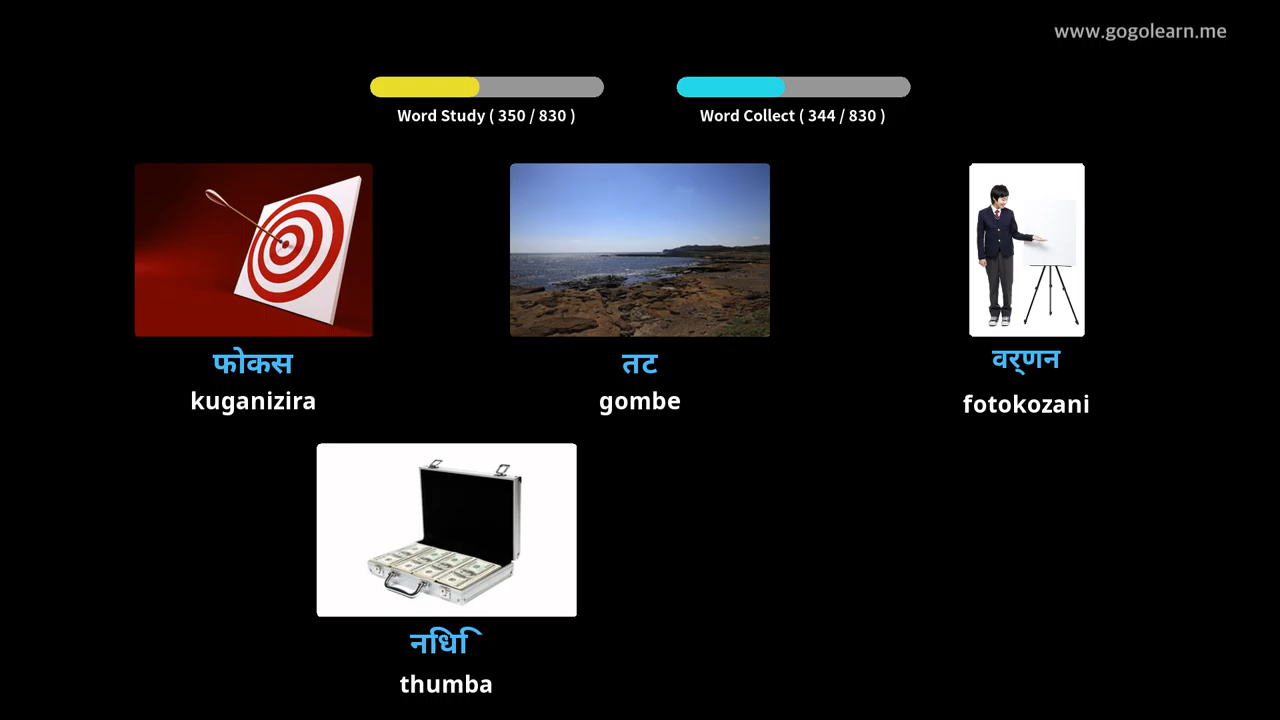 www.gogolearn.me
Word Study ( 350 / 830 )
Word Collect ( 344 / 830 )
फोकस
kuganizira
तट
gombe
वर्णन
fotokozani
निधि
thumba